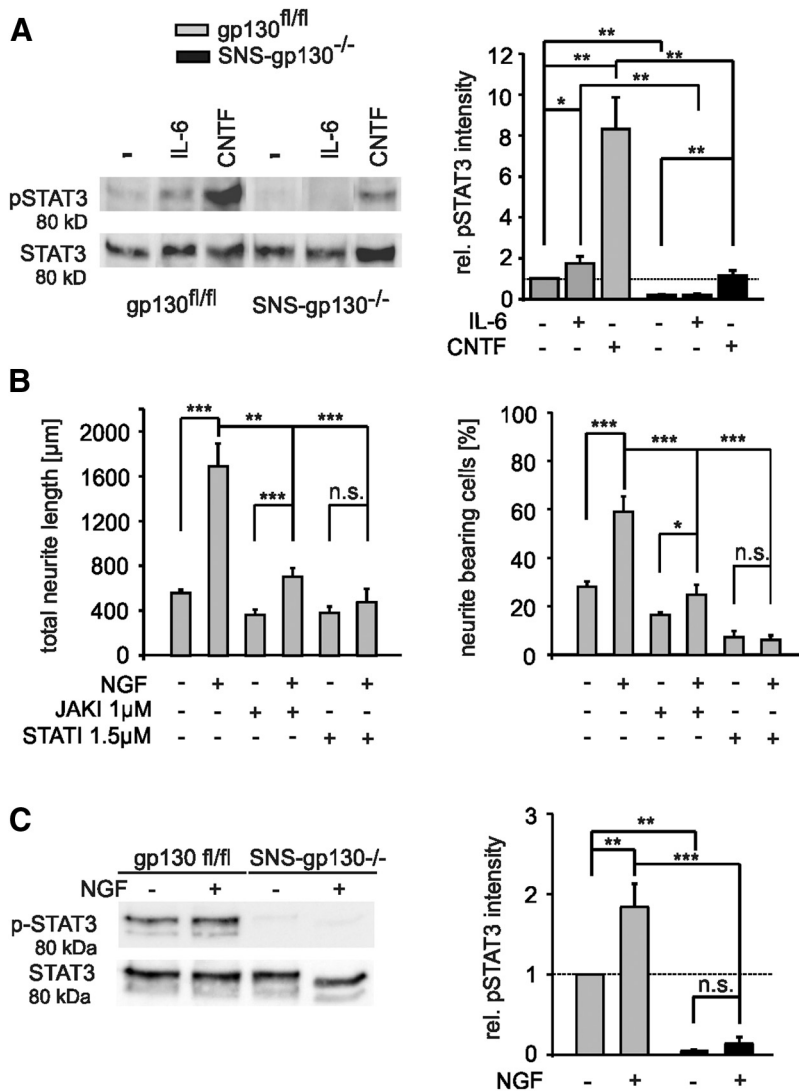 A
gp130fl/fl
SNS-gp130-/-
- IL-6 CNTF - IL-6 CNTF
pSTAT3
80 kD
STAT3
80 kD
gp130fl/fl SNS-gp130-/-
rel. pSTAT3 intensity
12
10
8
6
4
2
0
**
** **
* **
**
IL-6 - + - - + -
CNTF - - + - - +
B
total neurite length [µm]
2000
1600
1200
800
400
0
*** ** ***
*** n.s.
NGF - + - + - +
JAKI 1µM - - + + - -
STATI 1.5µM - - - - + +
neurite bearing cells [%]
100
80
60
40
20
0
*** *** ***
* n.s.
- + - + - +
- - + + - -
- - - - + +
C
gp130 fl/fl SNS-gp130-/-
NGF - + - +
p-STAT3
80 kDa
STAT3
80 kDa
rel. pSTAT3 intensity
3
2
1
0
**
** ***
n.s.
NGF - + - +